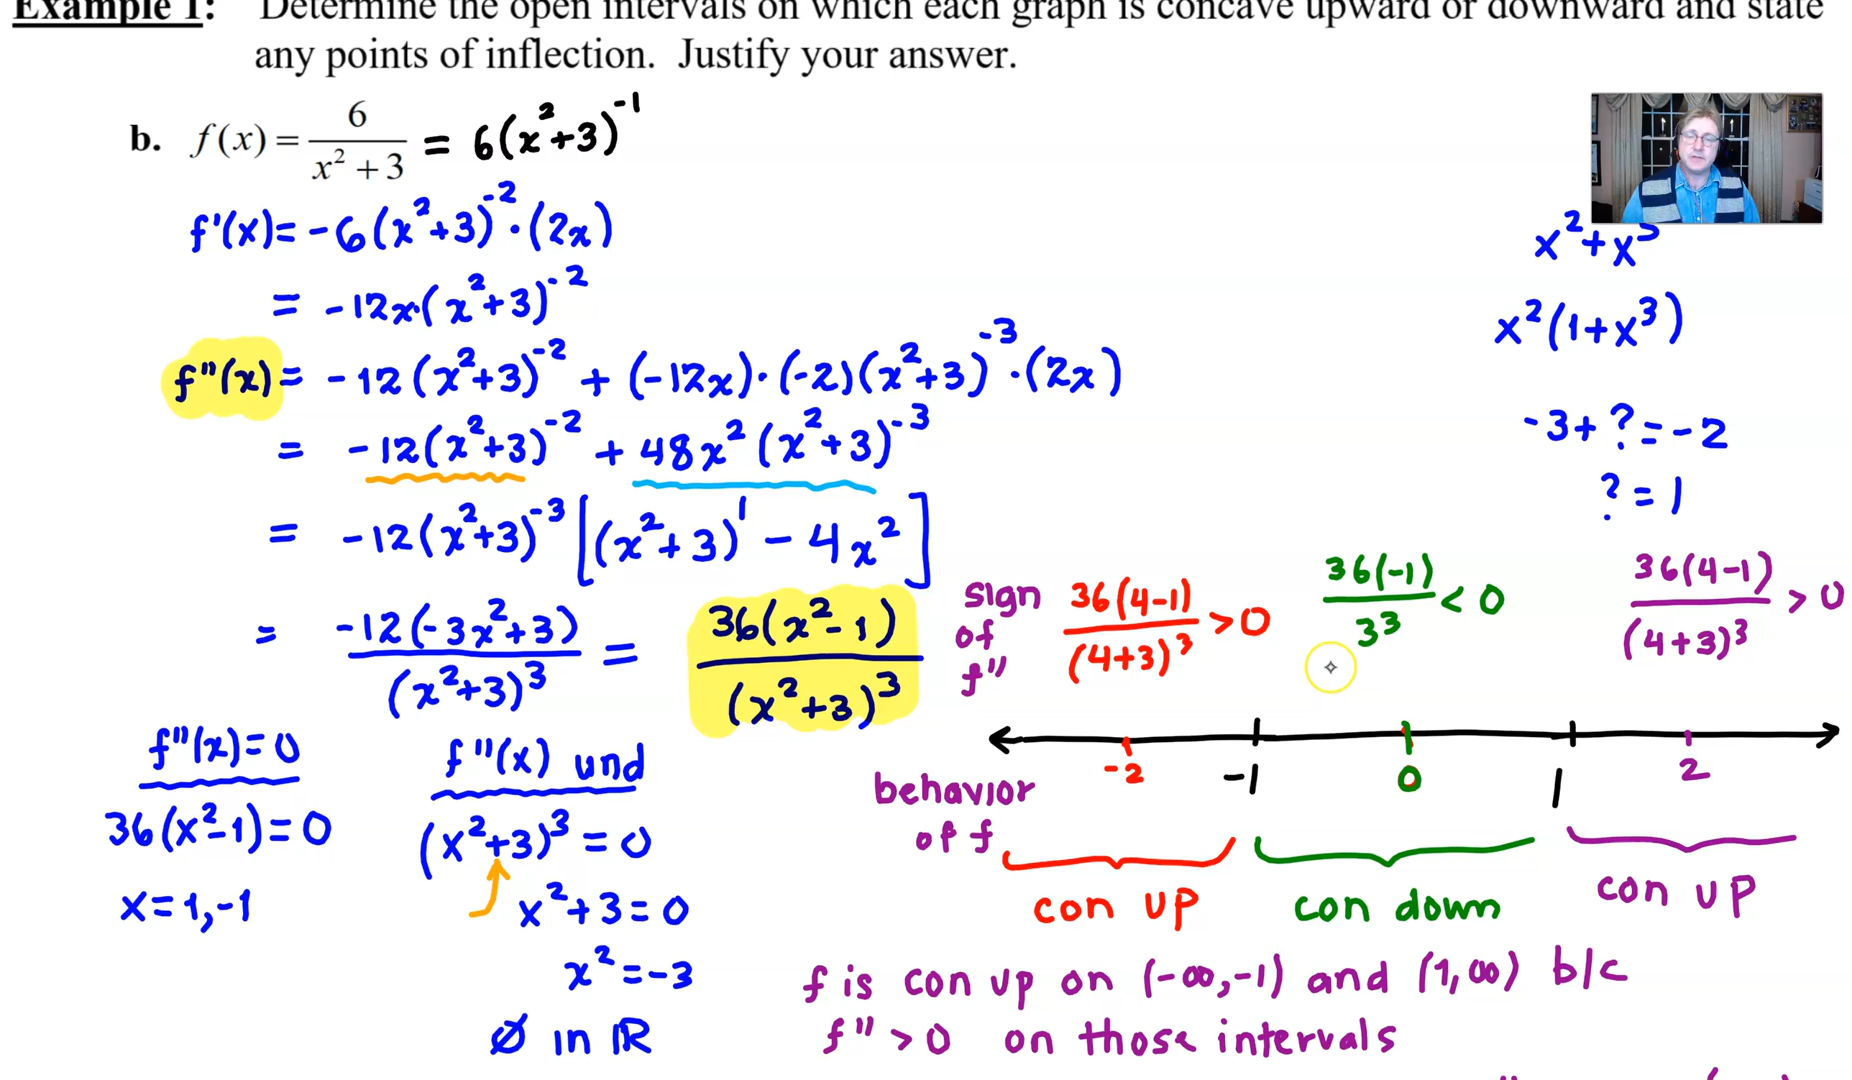 Example 1: Determine the open intervals on which each graph is concave upward or downward and state
any points of inflection. Justify your answer.
b. f(x) = 6/(x² + 3) = 6(x²+3)⁻¹
f'(x) = -6(x²+3)⁻² · (2x)
= -12x·(x²+3)⁻²
f''(x) = -12(x²+3)⁻² + (-12x)·(-2)(x²+3)⁻³ · (2x)
= -12(x²+3)⁻² + 48x²(x²+3)⁻³
= -12(x²+3)⁻³ [(x²+3)¹ - 4x²]
= -12(-3x²+3)/(x²+3)³ = 36(x²-1)/(x²+3)³
f''(x)=0
36(x²-1)=0
x=1,-1
f''(x) und
(x²+3)³ = 0
x²+3=0
x²=-3
∅ in ℝ
x²+x⁵
x²(1+x³)
-3+?=-2
?=1
sign of f''
36(4-1)/(4+3)³ >0
36(-1)/3³ <0
36(4-1)/(4+3)³ >0
-2 -1 0 1 2
behavior of f
con up con down con up
f is con up on (-∞,-1) and (1,∞) b/c
f'' >0 on those intervals